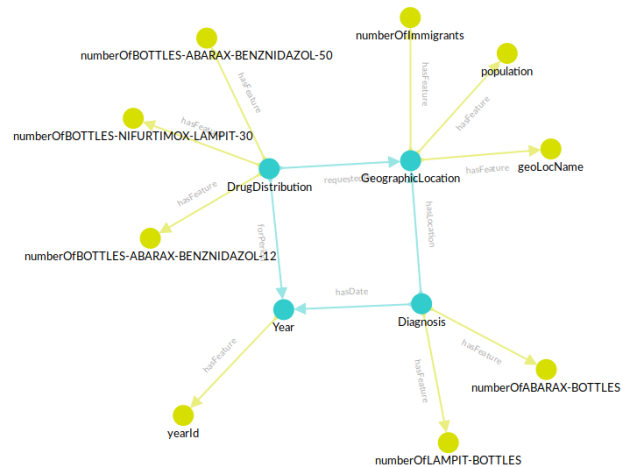 numberOfImmigrants
numberOfBOTTLES-ABARAX-BENZNIDAZOL-50
population
hasFeature
hasFeature
hasFeature
numberOfBOTTLES-NIFURTIMOX-LAMPIT-30
geoLocName
hasFeature
DrugDistribution
GeographicLocation
hasFeature
hasFeature
hasLocation
numberOfBOTTLES-ABARAX-BENZNIDAZOL-12
hasDate
Year
Diagnosis
hasFeature
hasFeature
hasFeature
numberOfABARAX-BOTTLES
yearId
numberOfLAMPIT-BOTTLES